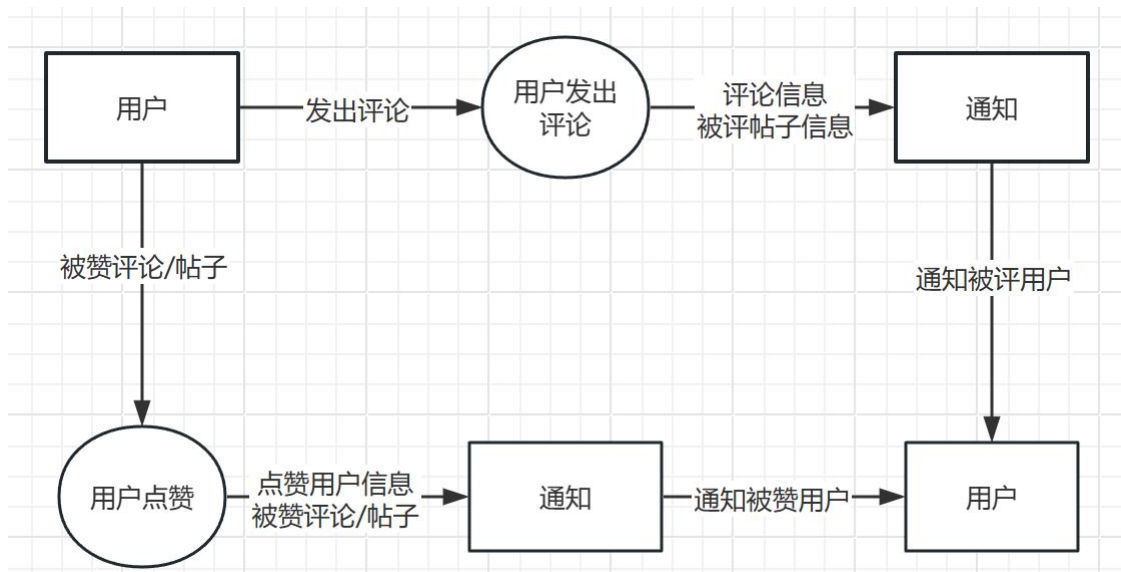 用户
发出评论
用户发出
评论
评论信息
被评帖子信息
通知
被赞评论/帖子
通知被评用户
用户点赞
点赞用户信息
被赞评论/帖子
通知
通知被赞用户
用户